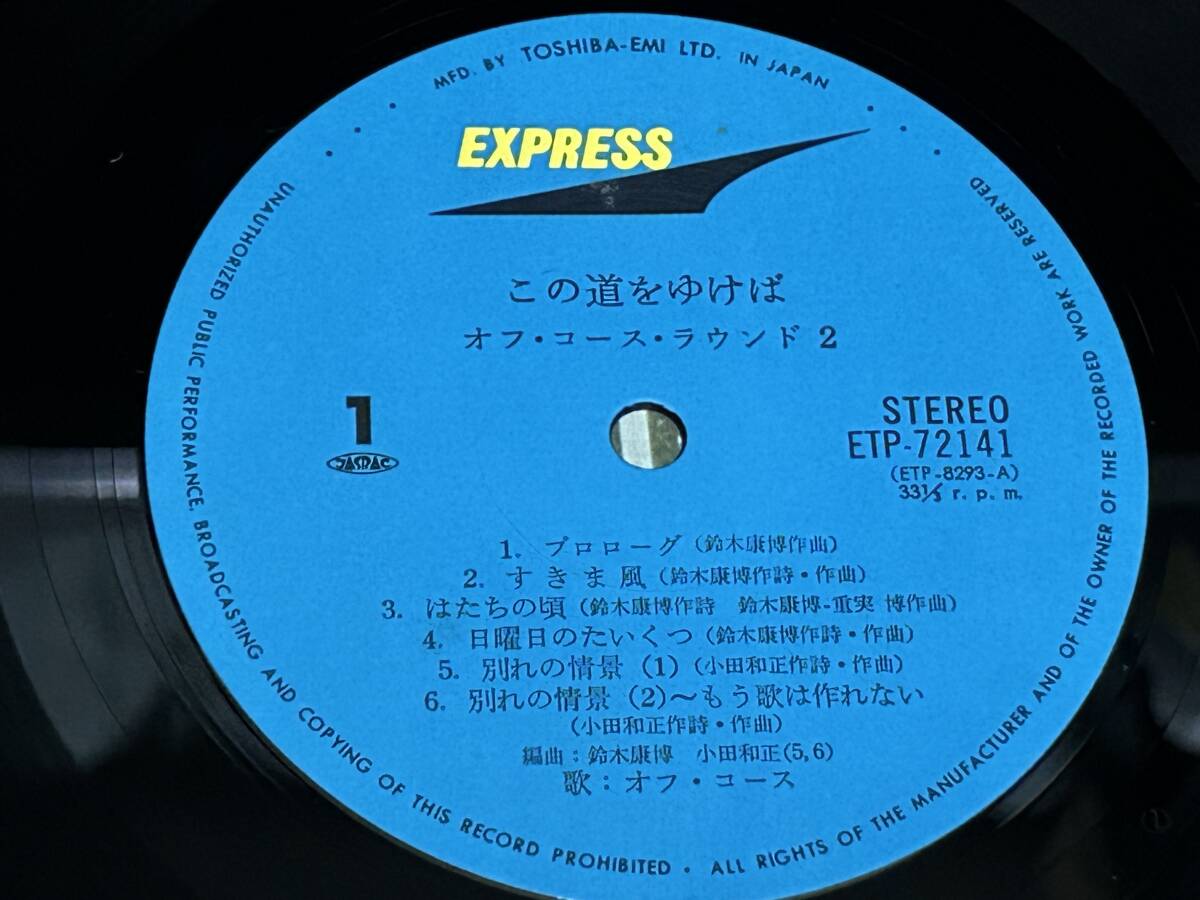 MFD. BY TOSHIBA-EMI LTD. IN JAPAN
EXPRESS
この道をゆけば
オフ・コース・ラウンド 2
1
JASRAC
STEREO
ETP-72141
(ETP-8293-A)
33 1/3 r. p. m.
1. プロローグ (鈴木康博作曲)
2. すきま風 (鈴木康博作詩・作曲)
3. はたちの頃 (鈴木康博作詩 鈴木康博-重実 博作曲)
4. 日曜日のたいくつ (鈴木康博作詩・作曲)
5. 別れの情景 (1) (小田和正作詩・作曲)
6. 別れの情景 (2)〜もう歌は作れない
(小田和正作詩・作曲)
編曲:鈴木康博 小田和正(5,6)
歌:オフ・コース
UNAUTHORIZED PUBLIC PERFORMANCE, BROADCASTING AND COPYING OF THIS RECORD PROHIBITED • ALL RIGHTS OF THE MANUFACTURER AND OF THE OWNER OF THE RECORDED WORK ARE RESERVED